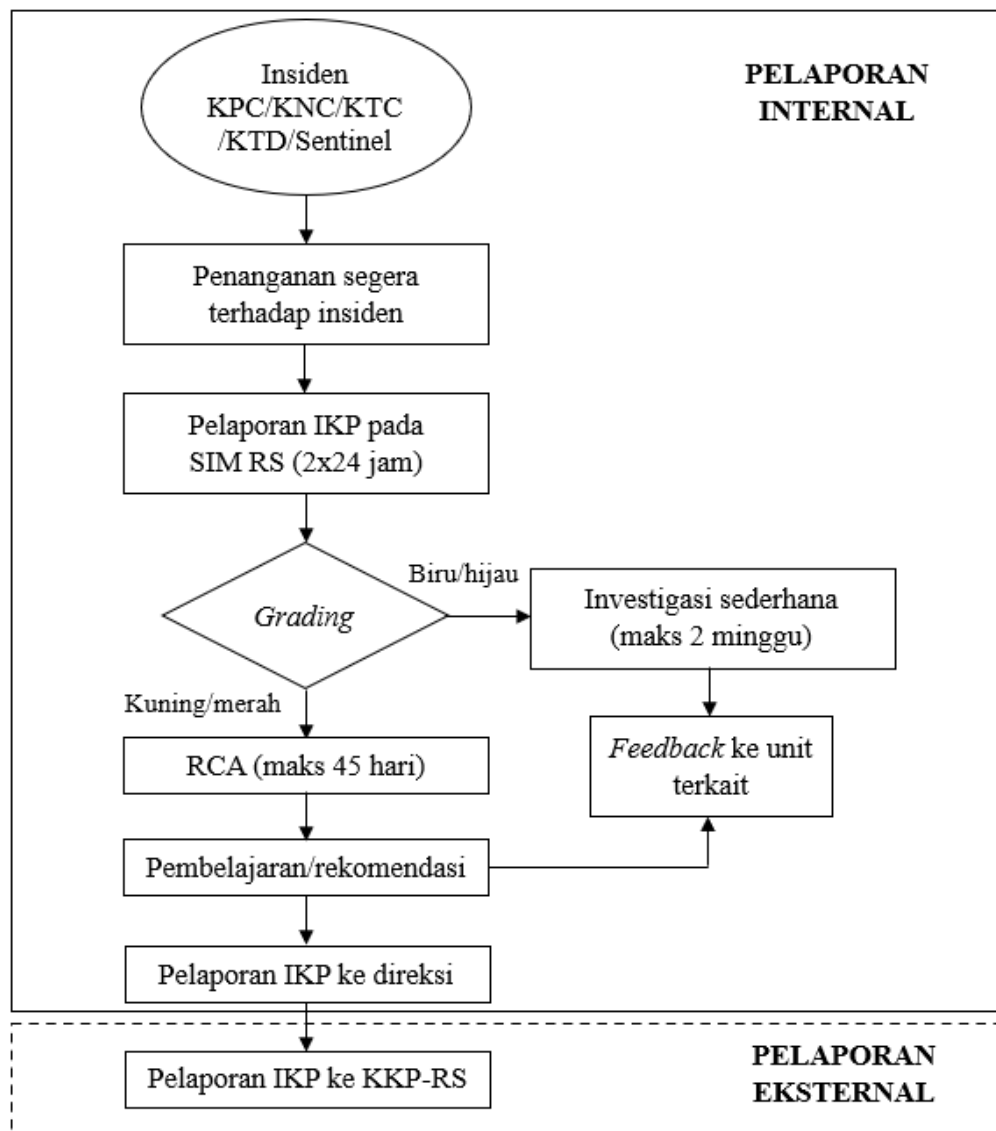 Insiden
KPC/KNC/KTC
/KTD/Sentinel
PELAPORAN
INTERNAL
Penanganan segera
terhadap insiden
Pelaporan IKP pada
SIM RS (2x24 jam)
Grading
Biru/hijau
Investigasi sederhana
(maks 2 minggu)
Kuning/merah
RCA (maks 45 hari)
Feedback ke unit
terkait
Pembelajaran/rekomendasi
Pelaporan IKP ke direksi
Pelaporan IKP ke KKP-RS
PELAPORAN
EKSTERNAL